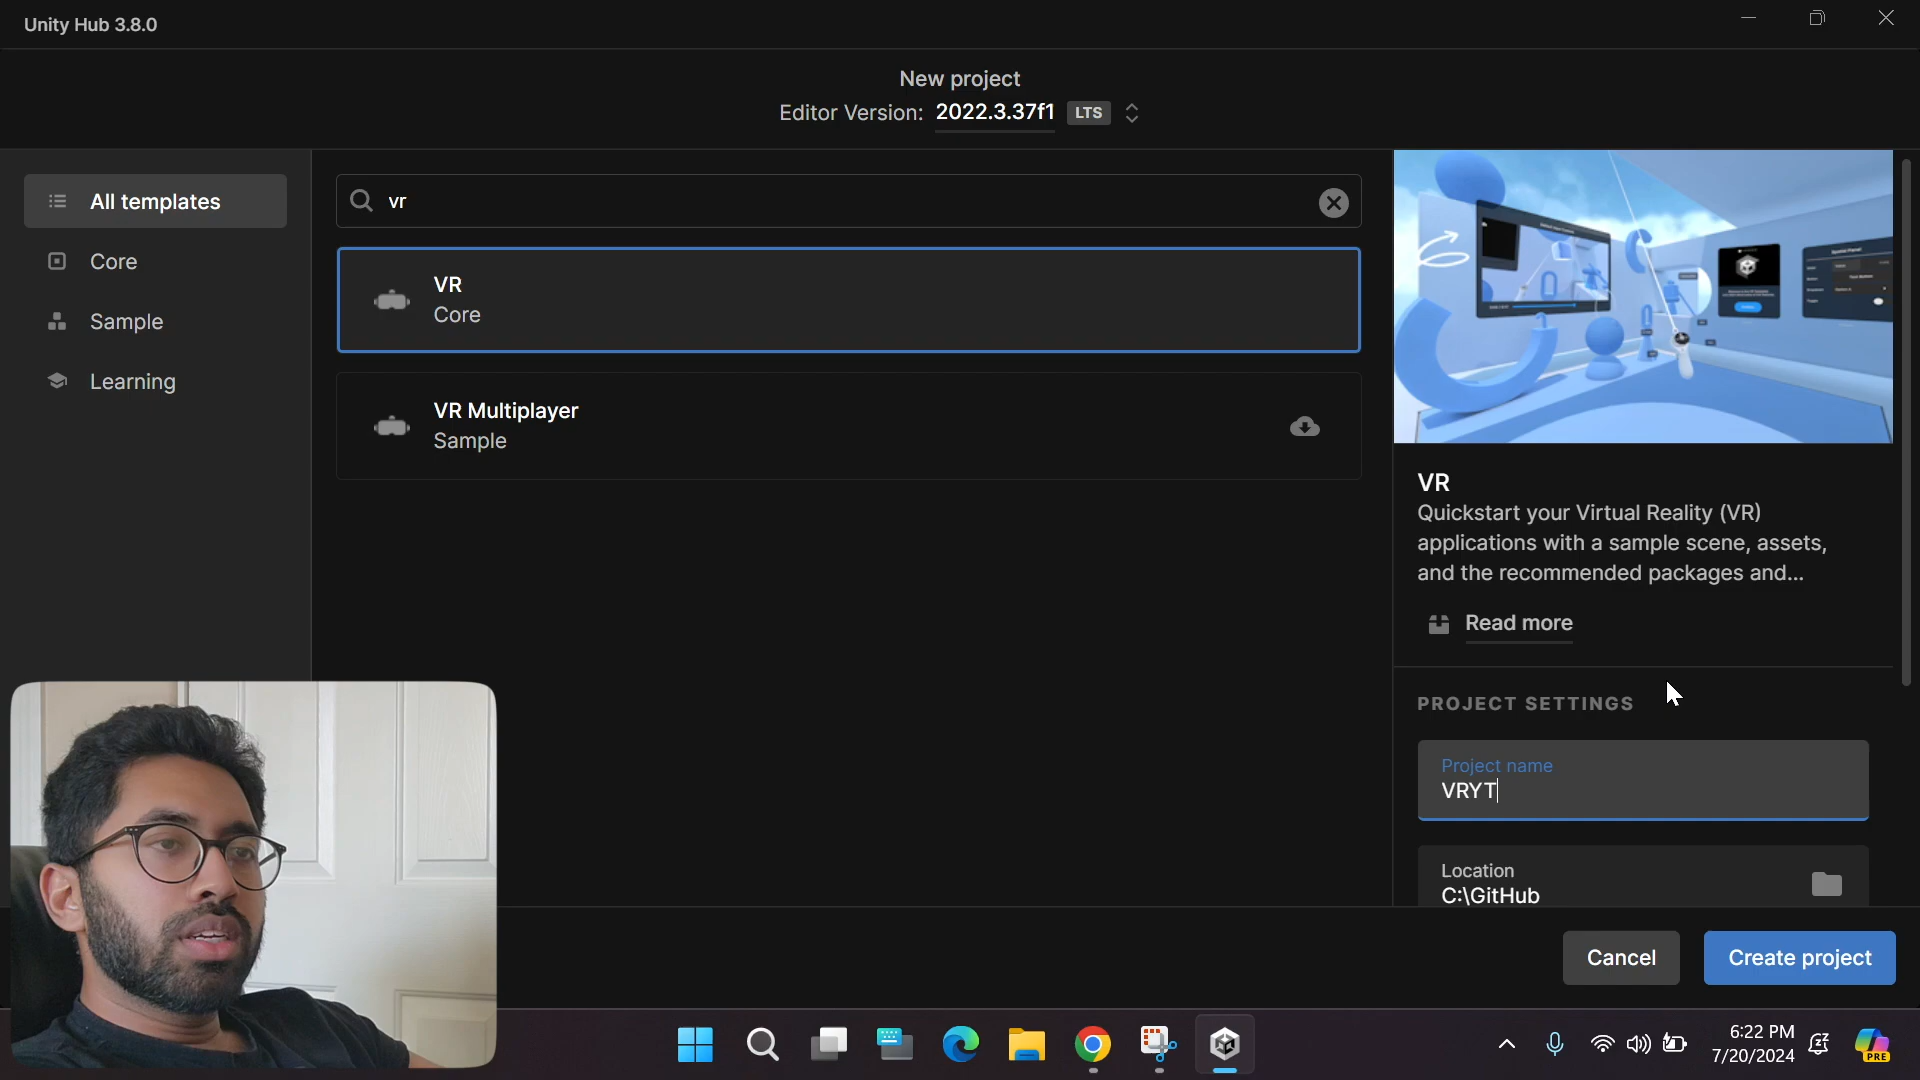 Unity Hub 3.8.0
New project
Editor Version: 2022.3.37f1 LTS
All templates
Core
Sample
Learning
vr
VR
Core
VR Multiplayer
Sample
VR
Quickstart your Virtual Reality (VR)
applications with a sample scene, assets,
and the recommended packages and...
Read more
PROJECT SETTINGS
Project name
VRYT
Location
C:\GitHub
Cancel
Create project
6:22 PM
7/20/2024
PRE